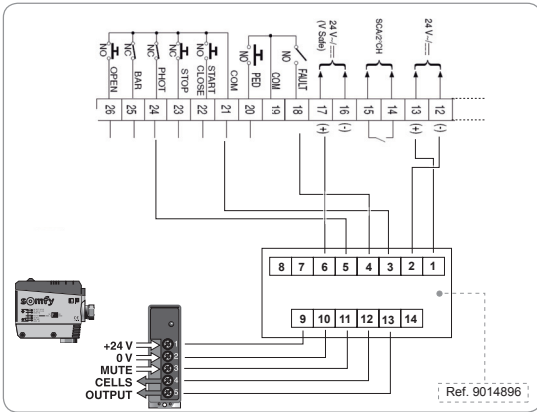 24 V~/⎓
SCA/2°CH
24 V~/⎓
(V Safe)
NO
OPEN
NC
BAR
NC
PHOT
NC
STOP
NO
START
CLOSE
COM
NO
PED
COM
NO
FAULT
26 25 24 23 22 21 20 19 18 17 16 15 14 13 12
(+) (-) (+) (-)
8 7 6 5 4 3 2 1
9 10 11 12 13 14
somfy
+24 V 1
0 V 2
MUTE 3
CELLS 4
OUTPUT 5
Ref. 9014896